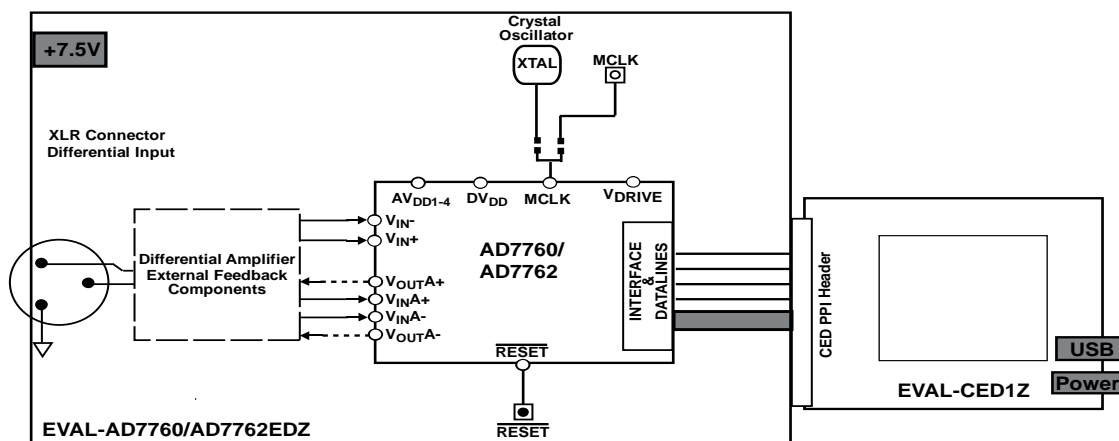 Crystal
Oscillator
XTAL
MCLK
+7.5V
XLR Connector
Differential Input
AVDD1-4
DVDD
MCLK
VDRIVE
VIN-
VIN+
VOUTA+
VINA+
VINA-
VOUTA-
Differential Amplifier
External Feedback
Components
AD7760/
AD7762
INTERFACE
&
DATALINES
RESET
RESET
CED PPI Header
USB
Power
EVAL-CED1Z
EVAL-AD7760/AD7762EDZ